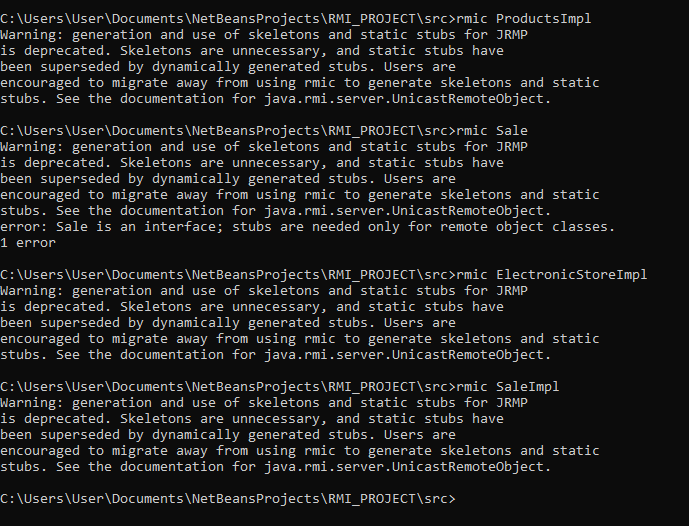 C:\Users\User\Documents\NetBeansProjects\RMI_PROJECT\src>rmic ProductsImpl
Warning: generation and use of skeletons and static stubs for JRMP
is deprecated. Skeletons are unnecessary, and static stubs have
been superseded by dynamically generated stubs. Users are
encouraged to migrate away from using rmic to generate skeletons and static
stubs. See the documentation for java.rmi.server.UnicastRemoteObject.
C:\Users\User\Documents\NetBeansProjects\RMI_PROJECT\src>rmic Sale
Warning: generation and use of skeletons and static stubs for JRMP
is deprecated. Skeletons are unnecessary, and static stubs have
been superseded by dynamically generated stubs. Users are
encouraged to migrate away from using rmic to generate skeletons and static
stubs. See the documentation for java.rmi.server.UnicastRemoteObject.
error: Sale is an interface; stubs are needed only for remote object classes.
1 error
C:\Users\User\Documents\NetBeansProjects\RMI_PROJECT\src>rmic ElectronicStoreImpl
Warning: generation and use of skeletons and static stubs for JRMP
is deprecated. Skeletons are unnecessary, and static stubs have
been superseded by dynamically generated stubs. Users are
encouraged to migrate away from using rmic to generate skeletons and static
stubs. See the documentation for java.rmi.server.UnicastRemoteObject.
C:\Users\User\Documents\NetBeansProjects\RMI_PROJECT\src>rmic SaleImpl
Warning: generation and use of skeletons and static stubs for JRMP
is deprecated. Skeletons are unnecessary, and static stubs have
been superseded by dynamically generated stubs. Users are
encouraged to migrate away from using rmic to generate skeletons and static
stubs. See the documentation for java.rmi.server.UnicastRemoteObject.
C:\Users\User\Documents\NetBeansProjects\RMI_PROJECT\src>